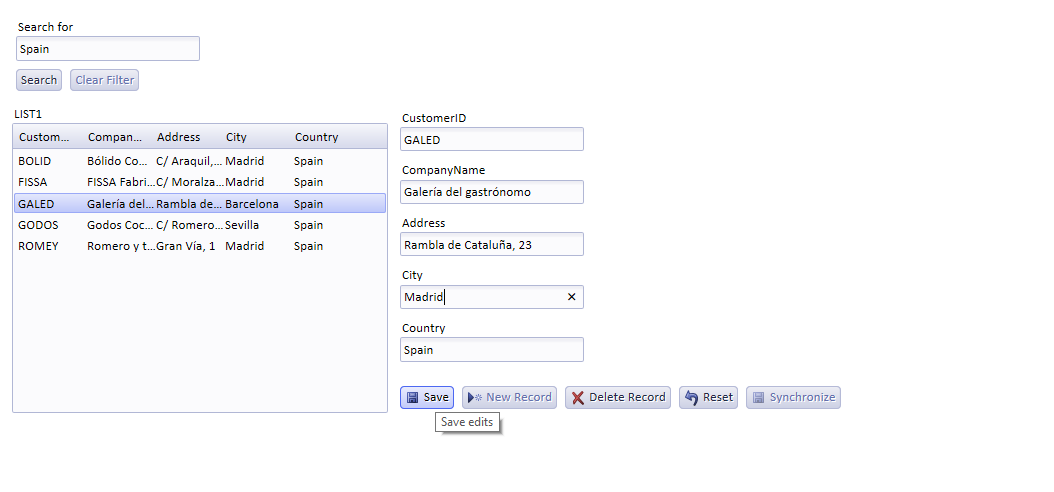 Search for
Spain
Search Clear Filter
LIST1
Custom... Compan... Address City Country
BOLID Bólido Co... C/ Araquil,... Madrid Spain
FISSA FISSA Fabri... C/ Moralza... Madrid Spain
GALED Galería del... Rambla de... Barcelona Spain
GODOS Godos Coc... C/ Romero... Sevilla Spain
ROMEY Romero y t... Gran Vía, 1 Madrid Spain
CustomerID
GALED
CompanyName
Galería del gastrónomo
Address
Rambla de Cataluña, 23
City
Madrid
Country
Spain
Save New Record Delete Record Reset Synchronize
Save edits